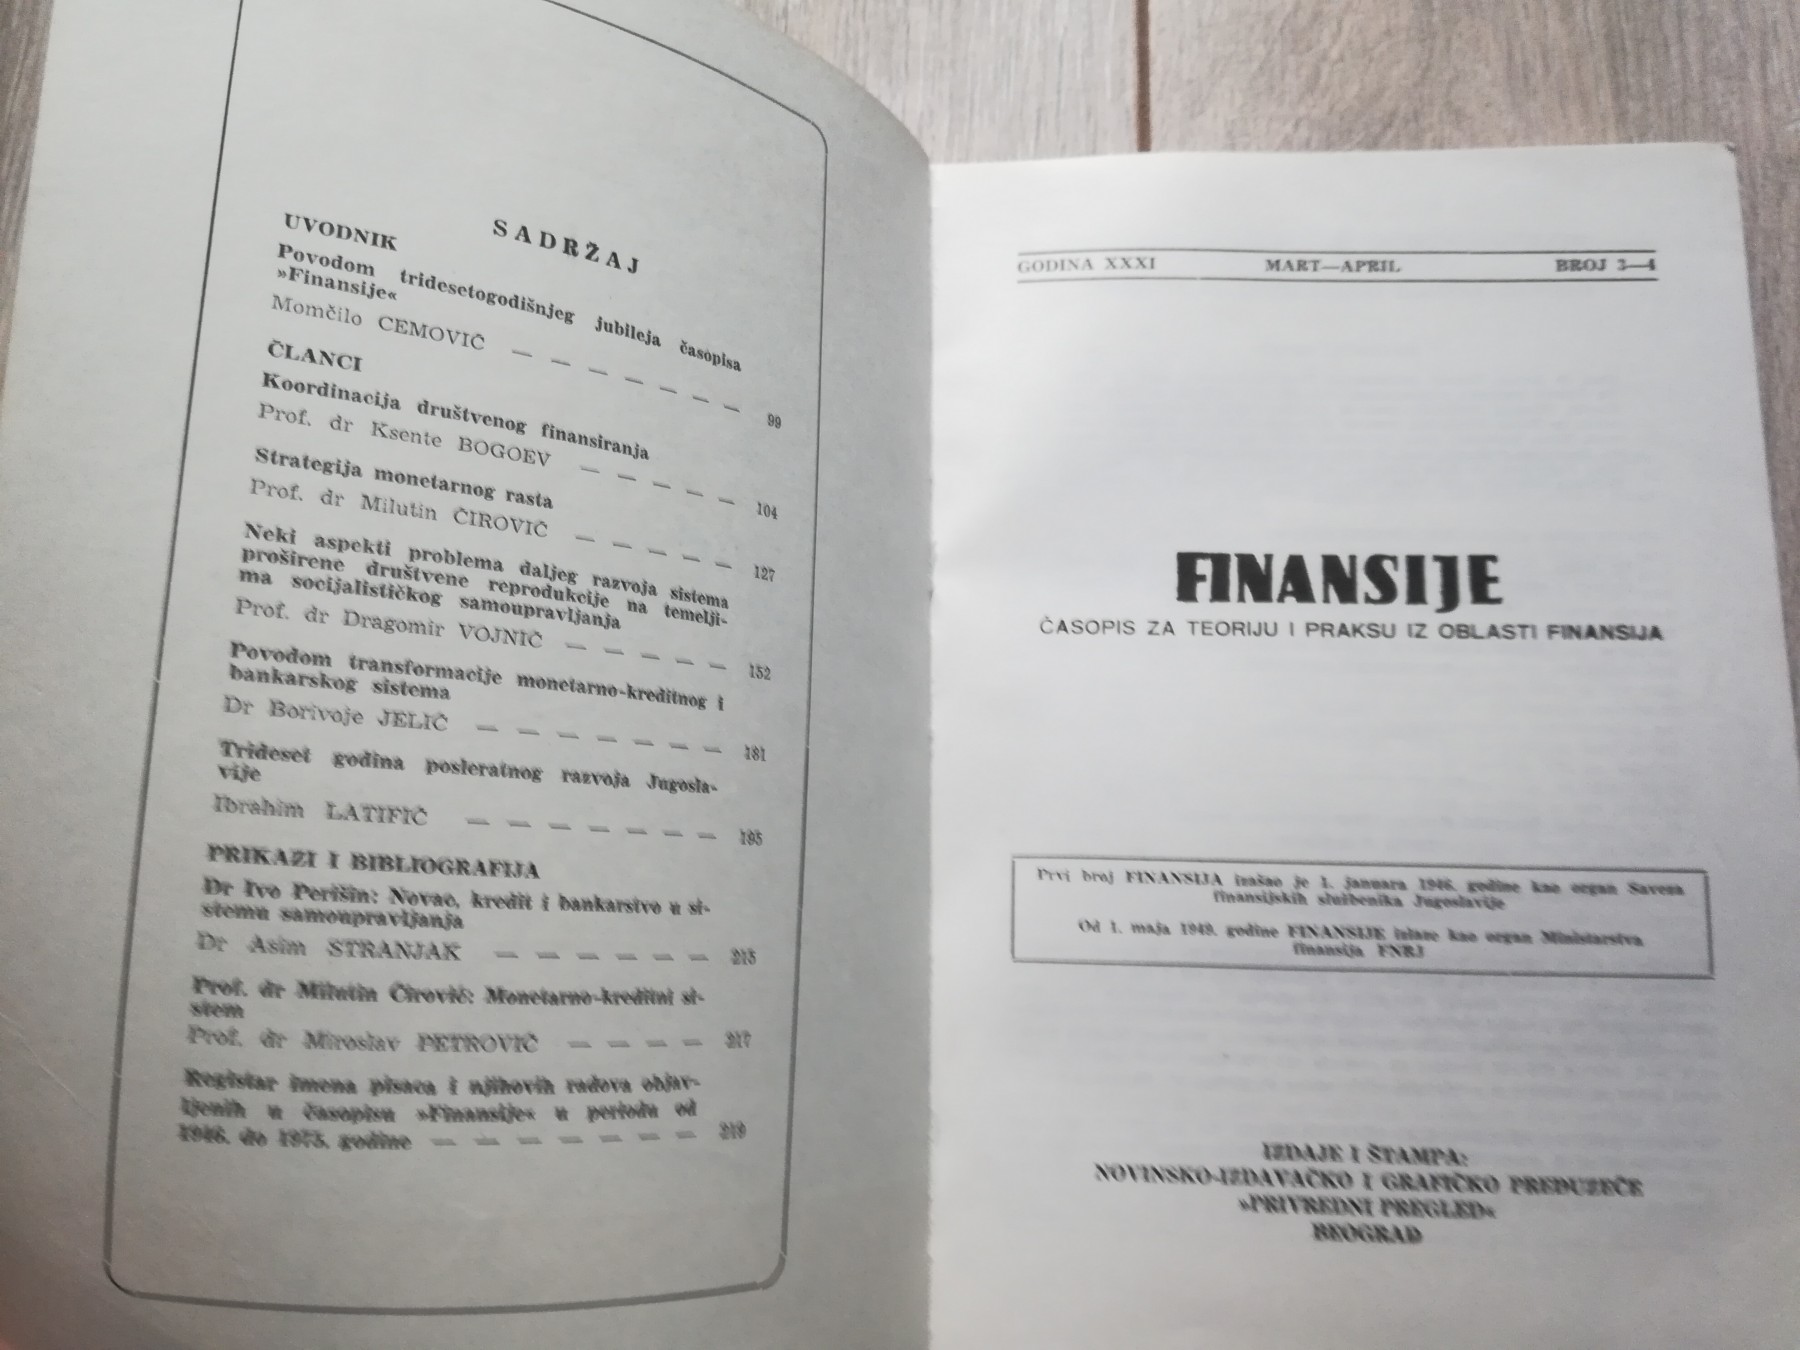 SADRŽAJ
UVODNIK
Povodom tridesetogodišnjeg jubileja časopisa
»Finansije«
Momčilo CEMOVIĆ — — — — — — — 99
ČLANCI
Koordinacija društvenog finansiranja
Prof. dr Ksente BOGOEV — — — — — 104
Strategija monetarnog rasta
Prof. dr Milutin ĆIROVIĆ — — — — — 127
Neki aspekti problema daljeg razvoja sistema
proširene društvene reprodukcije na temelji-
ma socijalističkog samoupravljanja
Prof. dr Dragomir VOJNIĆ — — — — — 152
Povodom transformacije monetarno-kreditnog i
bankarskog sistema
Dr Borivoje JELIĆ — — — — — — — 181
Trideset godina posleratnog razvoja Jugosla-
vije
Ibrahim LATIFIĆ — — — — — — — 195
PRIKAZI I BIBLIOGRAFIJA
Dr Ivo Perišin: Novac, kredit i bankarstvo u si-
stemu samoupravljanja
Dr Asim STRANJAK — — — — — — 215
Prof. dr Milutin Ćirović: Monetarno-kreditni si-
stem
Prof. dr Miroslav PETROVIĆ — — — — 217
Registar imena pisaca i njihovih radova objav-
ljenih u časopisu »Finansije« u periodu od
1946. do 1975. godine — — — — — — — 219
GODINA XXXI MART—APRIL BROJ 3—4
FINANSIJE
ČASOPIS ZA TEORIJU I PRAKSU IZ OBLASTI FINANSIJA
Prvi broj FINANSIJA izašao je 1. januara 1946. godine kao organ Saveza
finansijskih službenika Jugoslavije
Od 1. maja 1949. godine FINANSIJE izlaze kao organ Ministarstva
finansija FNRJ
IZDAJE I ŠTAMPA:
NOVINSKO-IZDAVAČKO I GRAFIČKO PREDUZEĆE
»PRIVREDNI PREGLED«
BEOGRAD